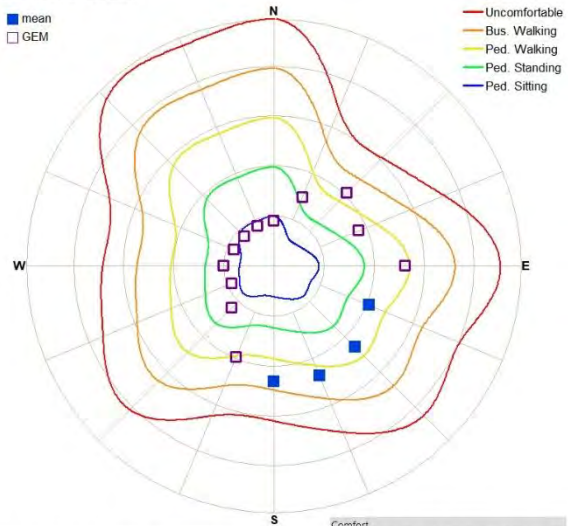 mean
GEM
N
Uncomfortable
Bus. Walking
Ped. Walking
Ped. Standing
Ped. Sitting
W
E
S
Comfort